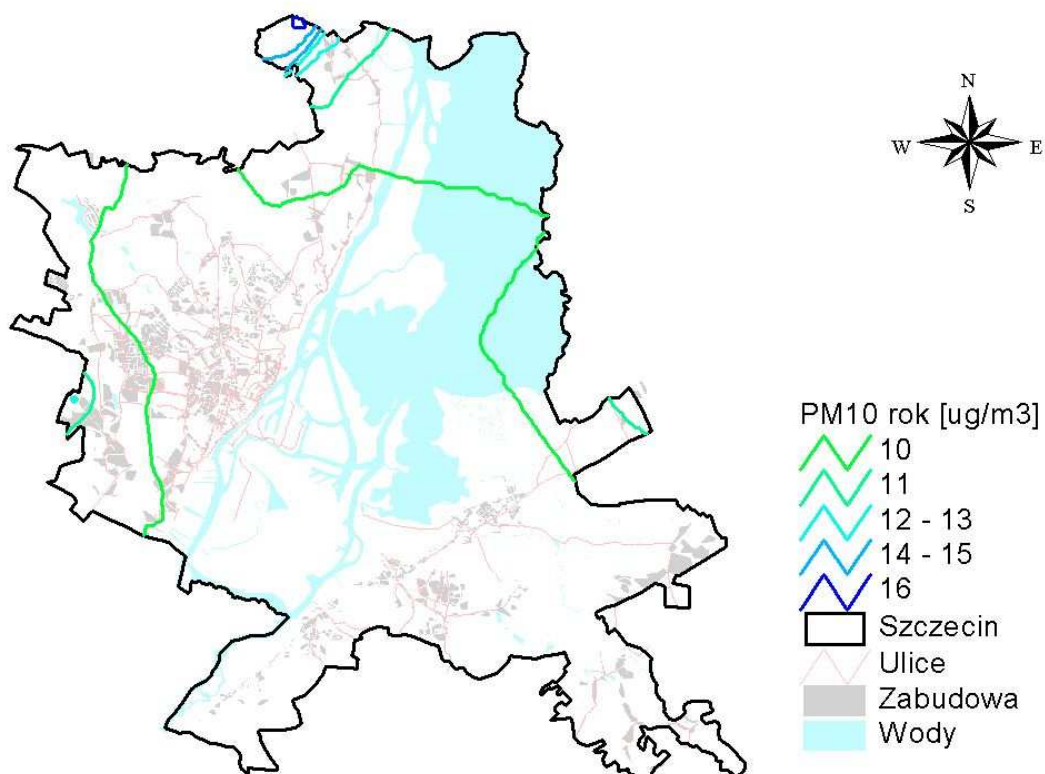 N
W E
S
PM10 rok [ug/m3]
10
11
12 - 13
14 - 15
16
Szczecin
Ulice
Zabudowa
Wody